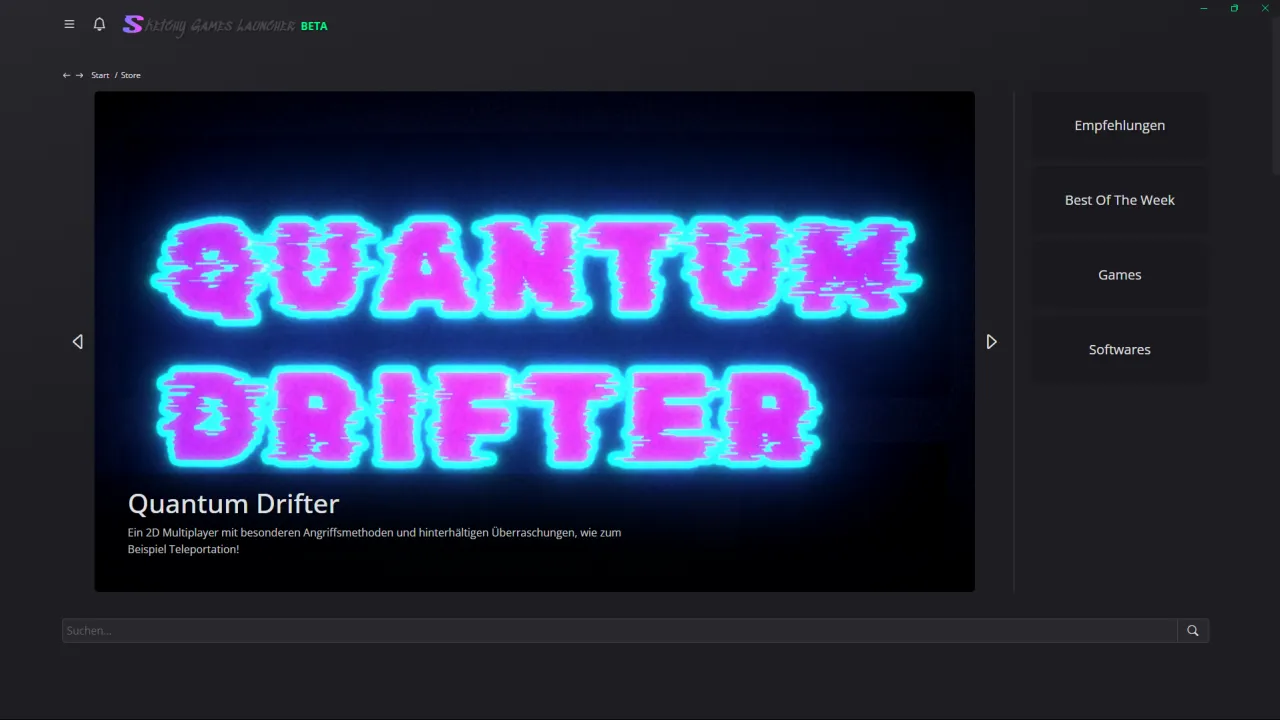 Sketchy Games Launcher BETA
Start / Store
QUANTUM
DRIFTER
Quantum Drifter
Ein 2D Multiplayer mit besonderen Angriffsmethoden und hinterhältigen Überraschungen, wie zum
Beispiel Teleportation!
Empfehlungen
Best Of The Week
Games
Softwares
Suchen...